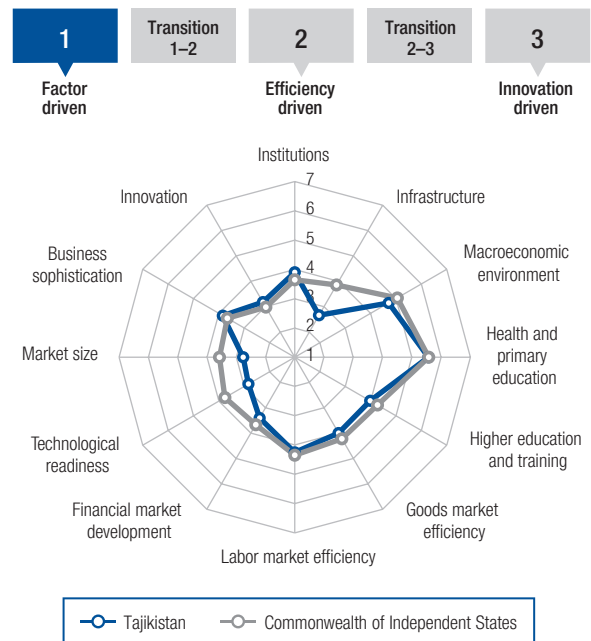 1
Transition
1–2
2
Transition
2–3
3
Factor
driven
Efficiency
driven
Innovation
driven
Institutions
7
Innovation
Infrastructure
6
5
Business
sophistication
Macroeconomic
environment
4
3
2
Market size
1
Health and
primary
education
Technological
readiness
Higher education
and training
Financial market
development
Goods market
efficiency
Labor market efficiency
Tajikistan
Commonwealth of Independent States